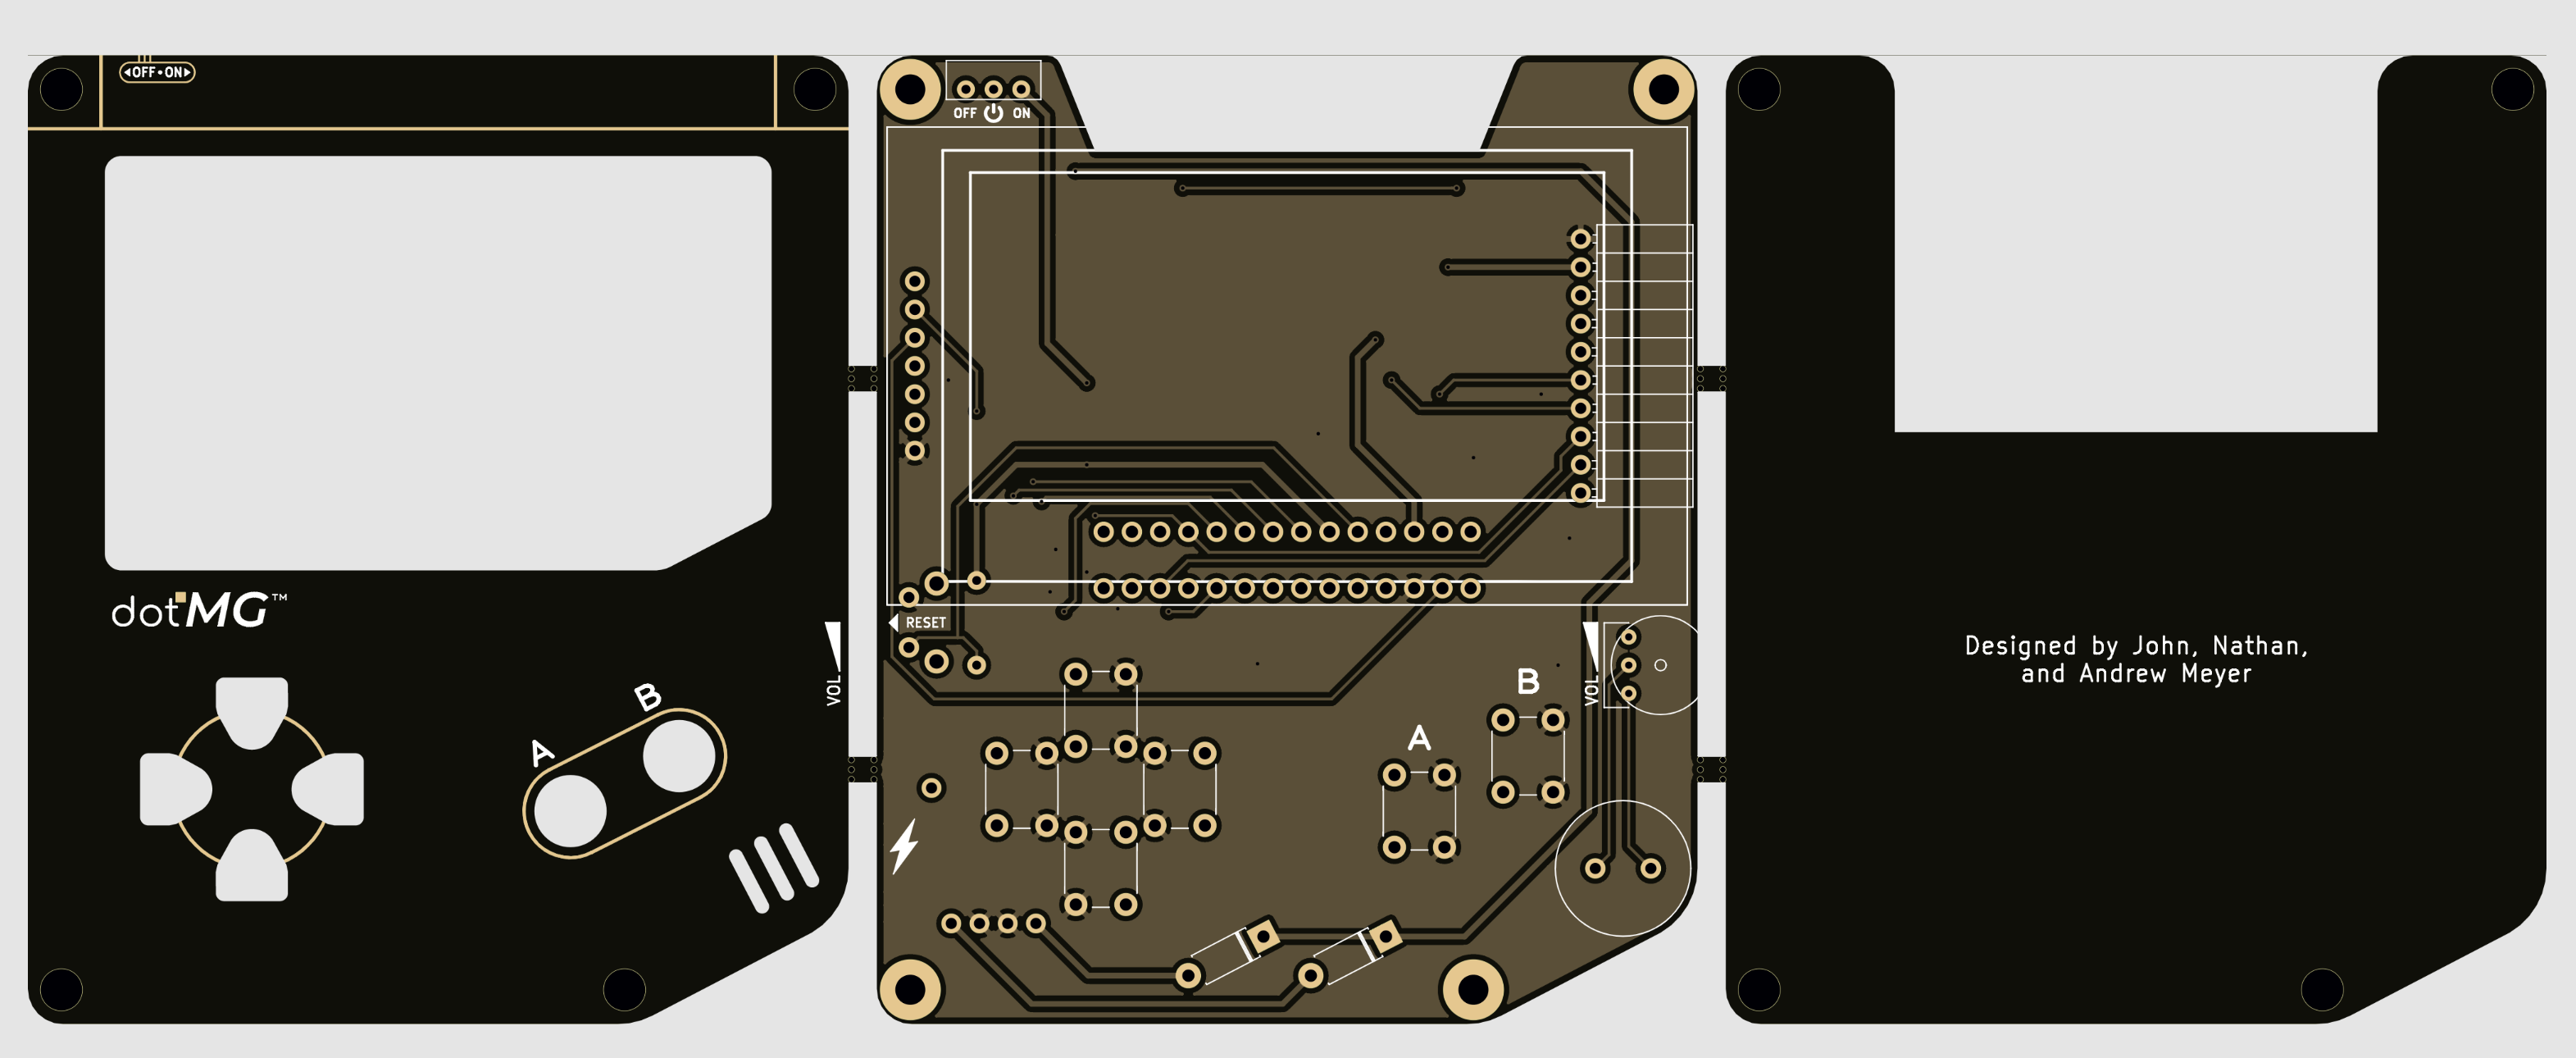 OFF•ON
dotMG™
VOL
A
B
OFF ON
RESET
A
B
VOL
Designed by John, Nathan,
and Andrew Meyer